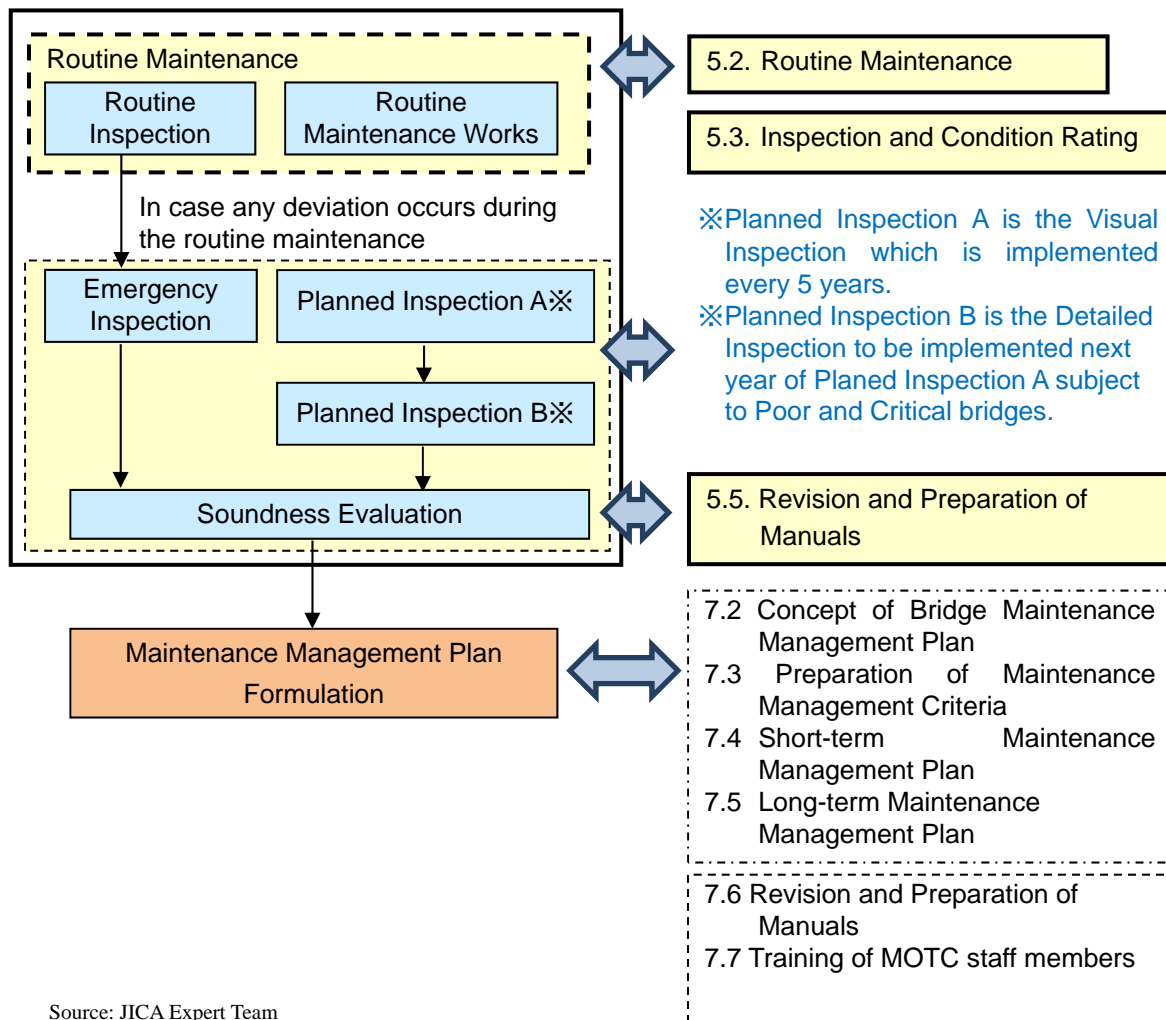 Routine Maintenance
Routine
Inspection
Routine
Maintenance Works
In case any deviation occurs during
the routine maintenance
Emergency
Inspection
Planned Inspection A※
Planned Inspection B※
Soundness Evaluation
Maintenance Management Plan
Formulation
5.2. Routine Maintenance
5.3. Inspection and Condition Rating
※Planned Inspection A is the Visual
Inspection which is implemented
every 5 years.
※Planned Inspection B is the Detailed
Inspection to be implemented next
year of Planed Inspection A subject
to Poor and Critical bridges.
5.5. Revision and Preparation of
Manuals
7.2 Concept of Bridge Maintenance
Management Plan
7.3 Preparation of Maintenance
Management Criteria
7.4 Short-term Maintenance
Management Plan
7.5 Long-term Maintenance
Management Plan
7.6 Revision and Preparation of
Manuals
7.7 Training of MOTC staff members
Source: JICA Expert Team